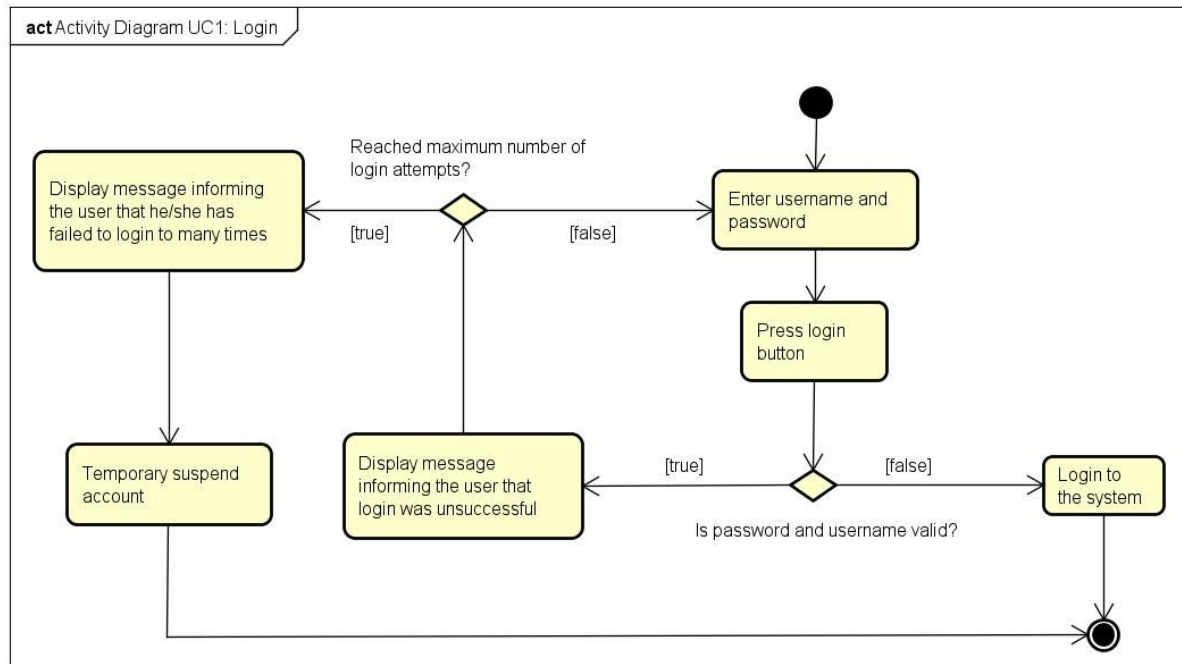 act Activity Diagram UC1: Login
Reached maximum number of
login attempts?
Display message informing
the user that he/she has
failed to login to many times
[true]
[false]
Enter username and
password
Press login
button
Temporary suspend
account
Display message
informing the user that
login was unsuccessful
[true]
[false]
Login to
the system
Is password and username valid?